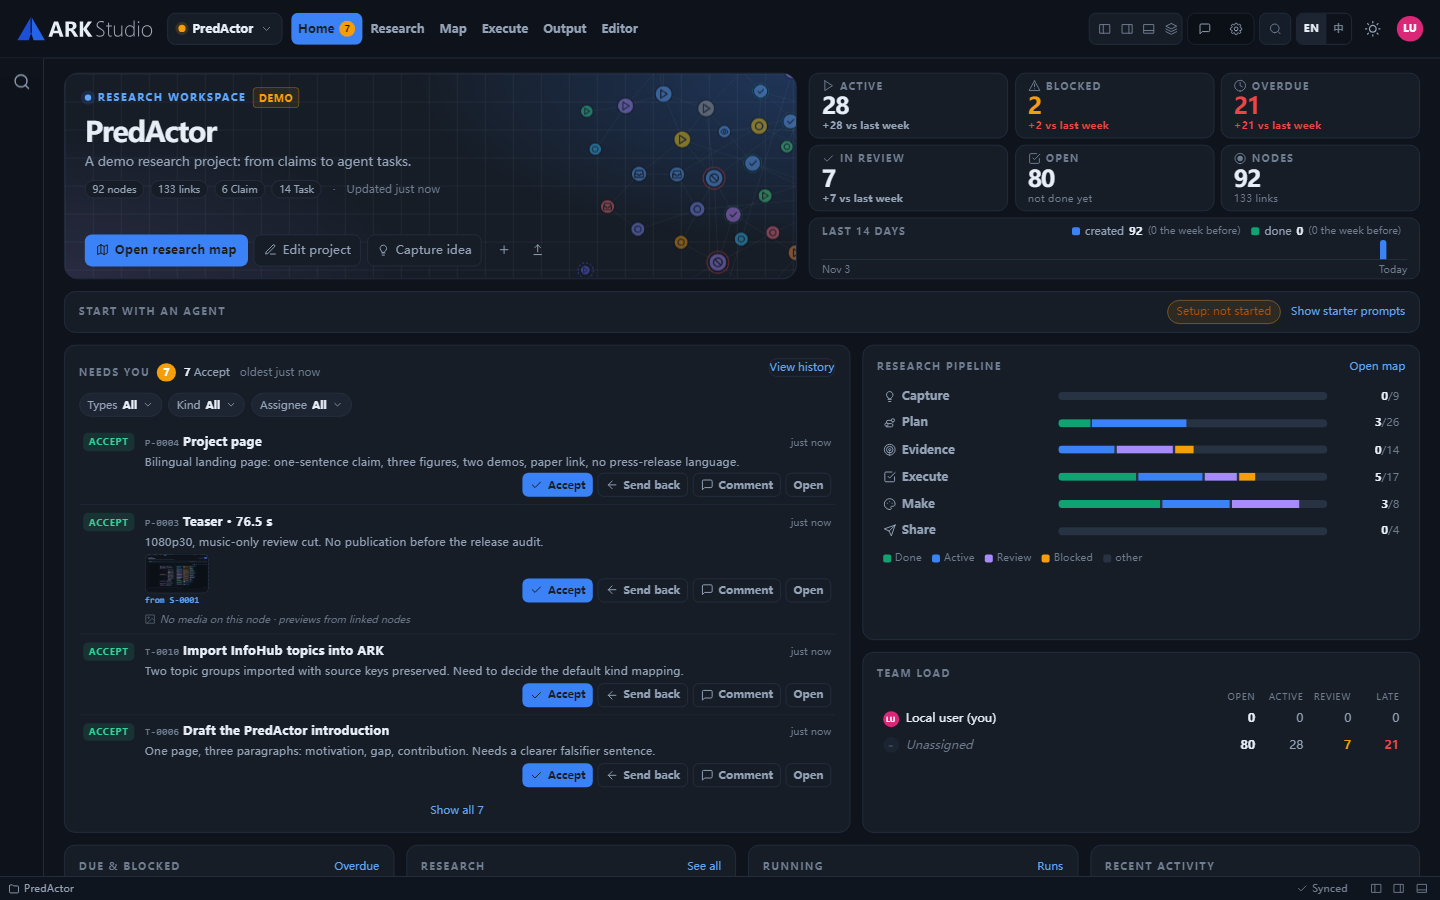 ARK Studio PredActor Home 7 Research Map Execute Output Editor EN 中 LU
RESEARCH WORKSPACE DEMO
PredActor
A demo research project: from claims to agent tasks.
92 nodes 133 links 6 Claim 14 Task · Updated just now
Open research map Edit project Capture idea
ACTIVE
28
+28 vs last week
BLOCKED
2
+2 vs last week
OVERDUE
21
+21 vs last week
IN REVIEW
7
+7 vs last week
OPEN
80
not done yet
NODES
92
133 links
LAST 14 DAYS created 92 (0 the week before) done 0 (0 the week before)
Nov 3 Today
START WITH AN AGENT Setup: not started Show starter prompts
NEEDS YOU 7 7 Accept oldest just now View history
Types All Kind All Assignee All
ACCEPT P-0004 Project page just now
Bilingual landing page: one-sentence claim, three figures, two demos, paper link, no press-release language.
Accept Send back Comment Open
ACCEPT P-0003 Teaser • 76.5 s just now
1080p30, music-only review cut. No publication before the release audit.
from S-0001
Accept Send back Comment Open
No media on this node · previews from linked nodes
ACCEPT T-0010 Import InfoHub topics into ARK just now
Two topic groups imported with source keys preserved. Need to decide the default kind mapping.
Accept Send back Comment Open
ACCEPT T-0006 Draft the PredActor introduction just now
One page, three paragraphs: motivation, gap, contribution. Needs a clearer falsifier sentence.
Accept Send back Comment Open
Show all 7
RESEARCH PIPELINE Open map
Capture 0/9
Plan 3/26
Evidence 0/14
Execute 5/17
Make 3/8
Share 0/4
Done Active Review Blocked other
TEAM LOAD
OPEN ACTIVE REVIEW LATE
LU Local user (you) 0 0 0 0
Unassigned 80 28 7 21
DUE & BLOCKED Overdue
RESEARCH See all
RUNNING Runs
RECENT ACTIVITY
PredActor Synced